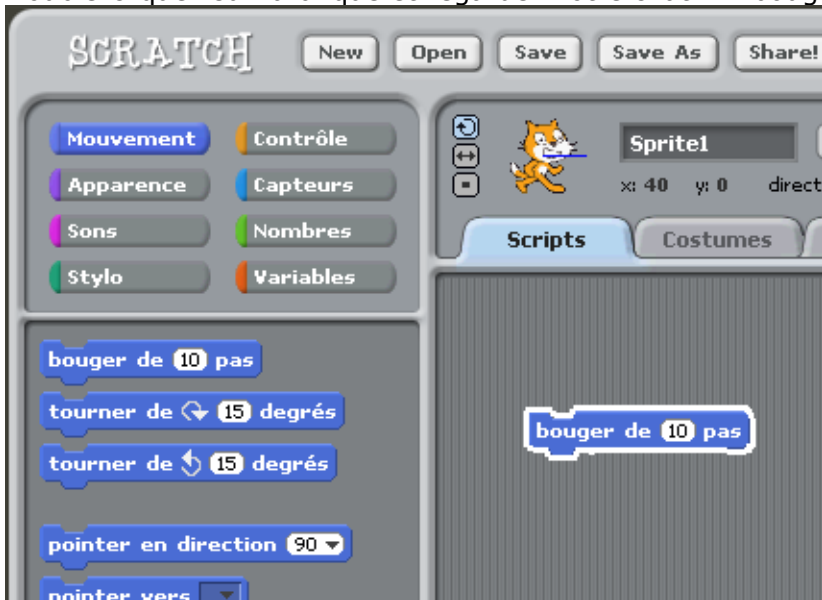 SCRATCH New Open Save Save As Share!
Mouvement Contrôle
Apparence Capteurs
Sons Nombres
Stylo Variables
Sprite1
x: 40 y: 0 direct
Scripts Costumes
bouger de 10 pas
tourner de 15 degrés
tourner de 15 degrés
pointer en direction 90
pointer vers
bouger de 10 pas